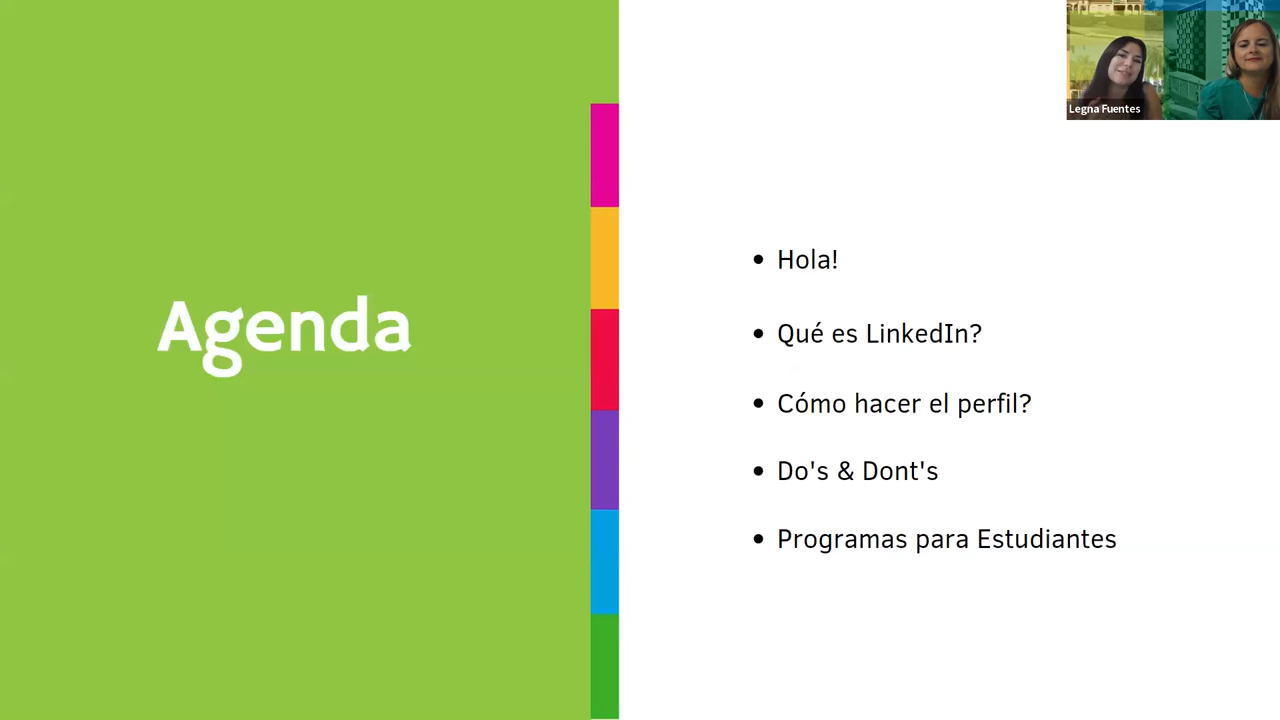 Legna Fuentes
Agenda
Hola!
Qué es LinkedIn?
Cómo hacer el perfil?
Do's & Dont's
Programas para Estudiantes